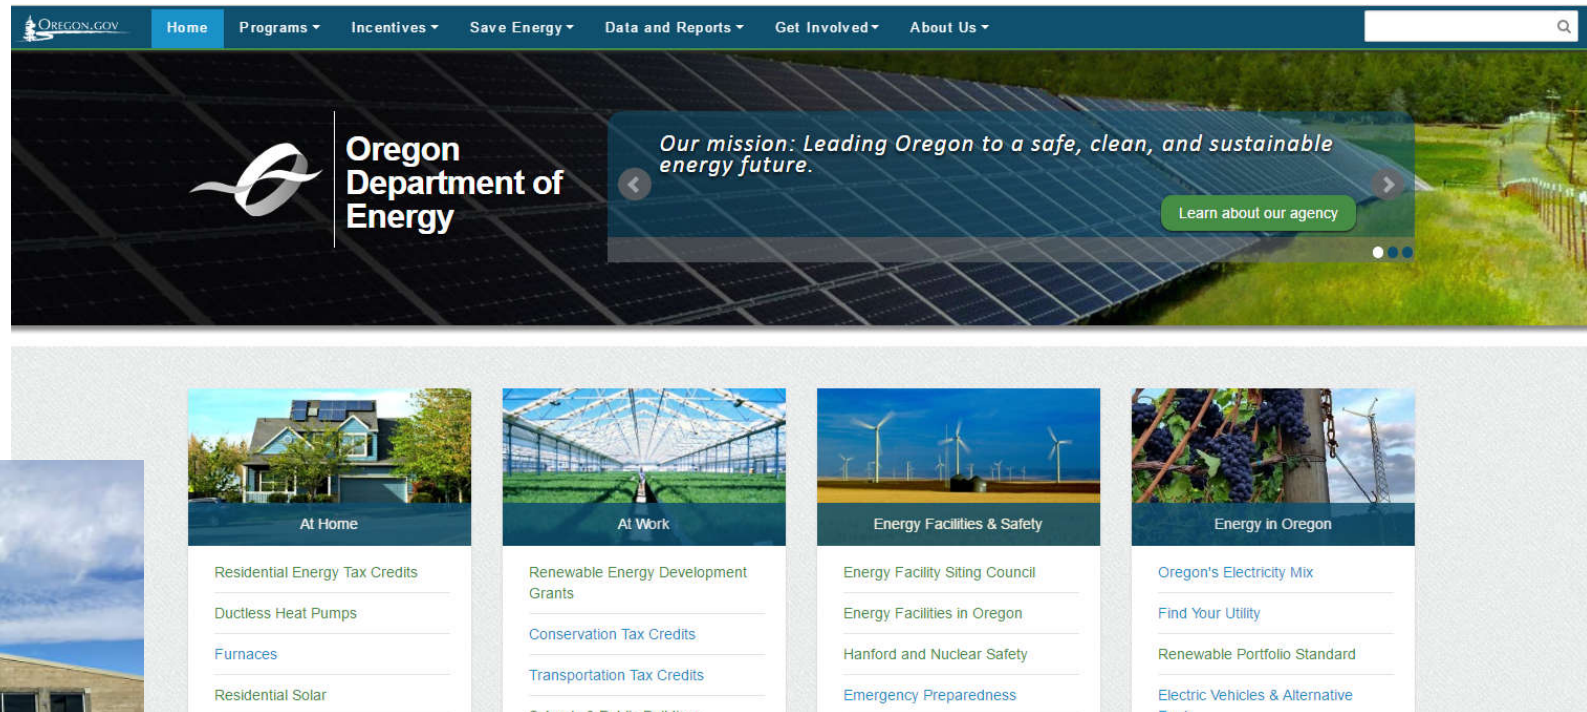 OREGON.GOV
Home Programs Incentives Save Energy Data and Reports Get Involved About Us
Oregon
Department of
Energy
Our mission: Leading Oregon to a safe, clean, and sustainable
energy future.
Learn about our agency
At Home
Residential Energy Tax Credits
Ductless Heat Pumps
Furnaces
Residential Solar
At Work
Renewable Energy Development
Grants
Conservation Tax Credits
Transportation Tax Credits
Energy Facilities & Safety
Energy Facility Siting Council
Energy Facilities in Oregon
Hanford and Nuclear Safety
Emergency Preparedness
Energy in Oregon
Oregon's Electricity Mix
Find Your Utility
Renewable Portfolio Standard
Electric Vehicles & Alternative